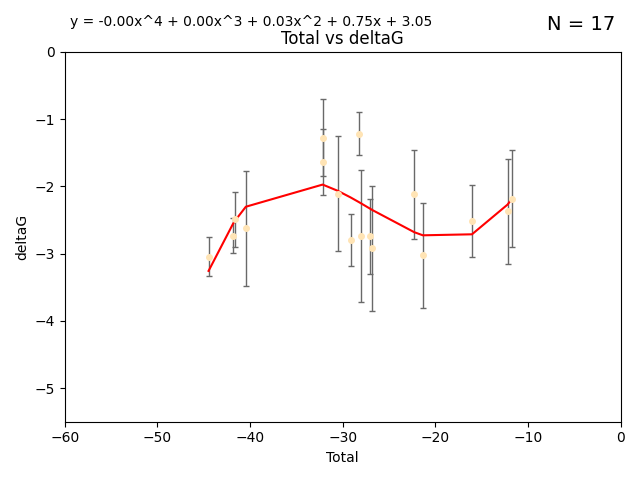 y = -0.00x^4 + 0.00x^3 + 0.03x^2 + 0.75x + 3.05
N = 17
Total vs deltaG
0
−1
−2
−3
−4
−5
deltaG
−60 −50 −40 −30 −20 −10 0
Total